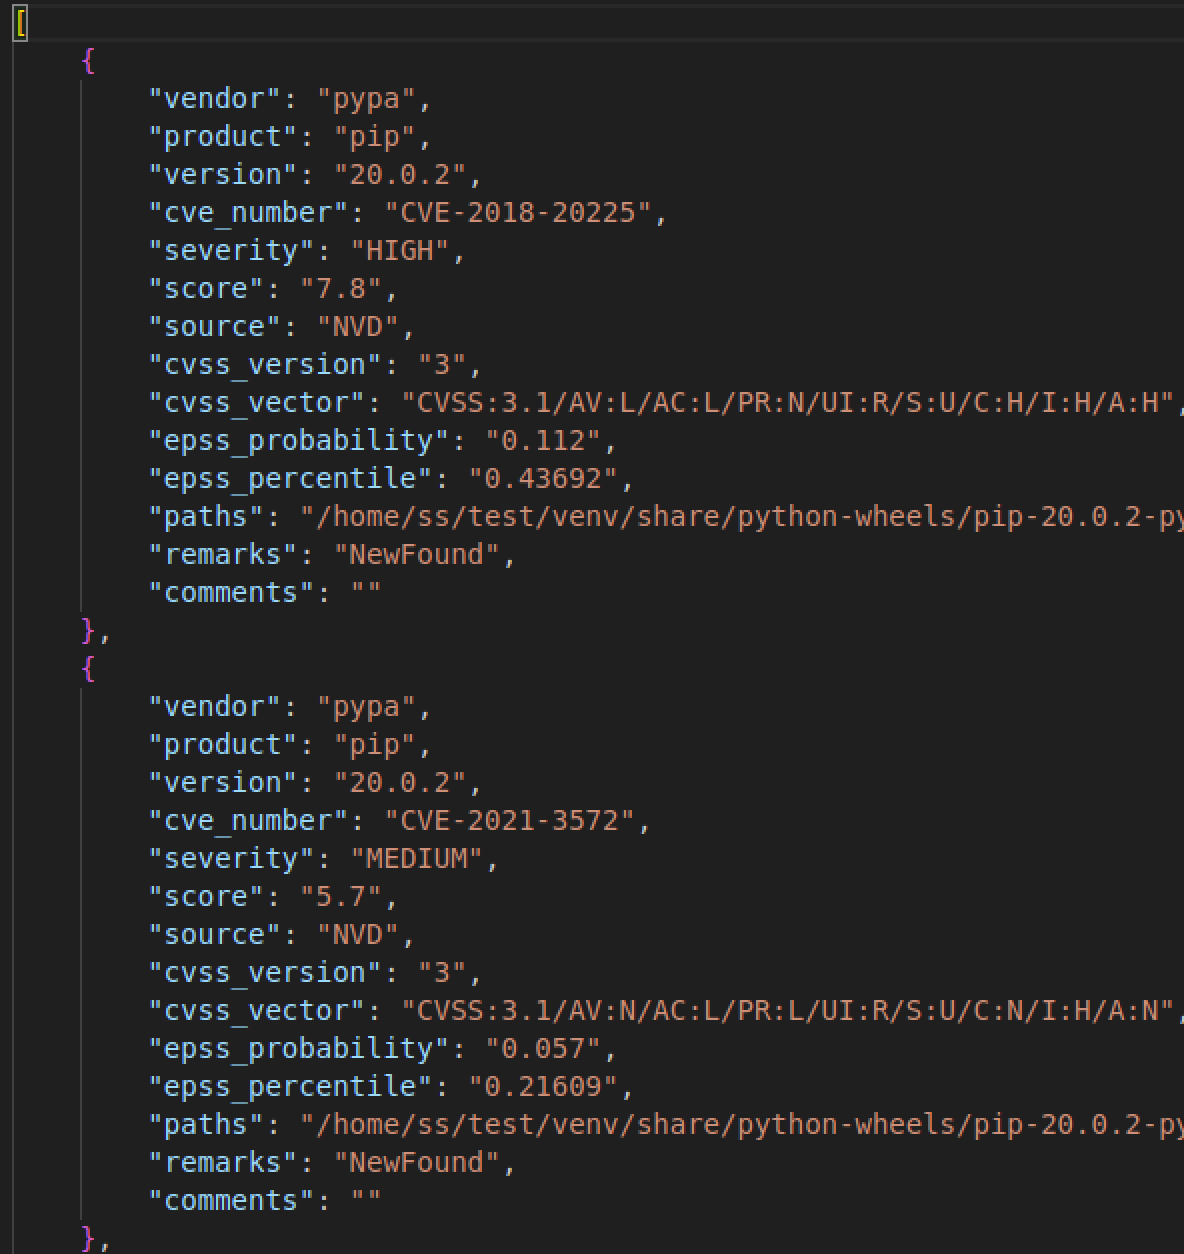 [
{
"vendor": "pypa",
"product": "pip",
"version": "20.0.2",
"cve_number": "CVE-2018-20225",
"severity": "HIGH",
"score": "7.8",
"source": "NVD",
"cvss_version": "3",
"cvss_vector": "CVSS:3.1/AV:L/AC:L/PR:N/UI:R/S:U/C:H/I:H/A:H",
"epss_probability": "0.112",
"epss_percentile": "0.43692",
"paths": "/home/ss/test/venv/share/python-wheels/pip-20.0.2-py
"remarks": "NewFound",
"comments": ""
},
{
"vendor": "pypa",
"product": "pip",
"version": "20.0.2",
"cve_number": "CVE-2021-3572",
"severity": "MEDIUM",
"score": "5.7",
"source": "NVD",
"cvss_version": "3",
"cvss_vector": "CVSS:3.1/AV:N/AC:L/PR:L/UI:R/S:U/C:N/I:H/A:N",
"epss_probability": "0.057",
"epss_percentile": "0.21609",
"paths": "/home/ss/test/venv/share/python-wheels/pip-20.0.2-py
"remarks": "NewFound",
"comments": ""
},